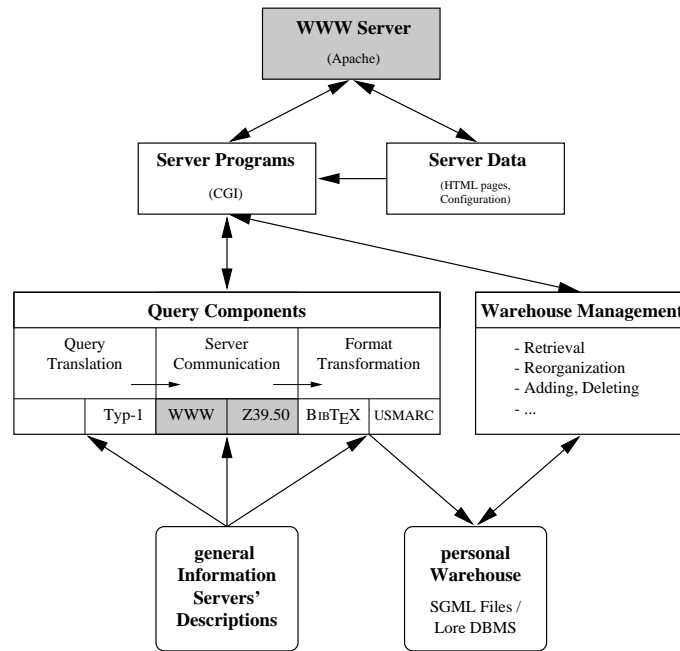 WWW Server
(Apache)
Server Programs
(CGI)
Server Data
(HTML pages,
Configuration)
Query Components
Query
Translation
Server
Communication
Format
Transformation
Typ-1
WWW
Z39.50
BIBTEX
USMARC
Warehouse Management
- Retrieval
- Reorganization
- Adding, Deleting
- ...
general
Information
Servers'
Descriptions
personal
Warehouse
SGML Files /
Lore DBMS